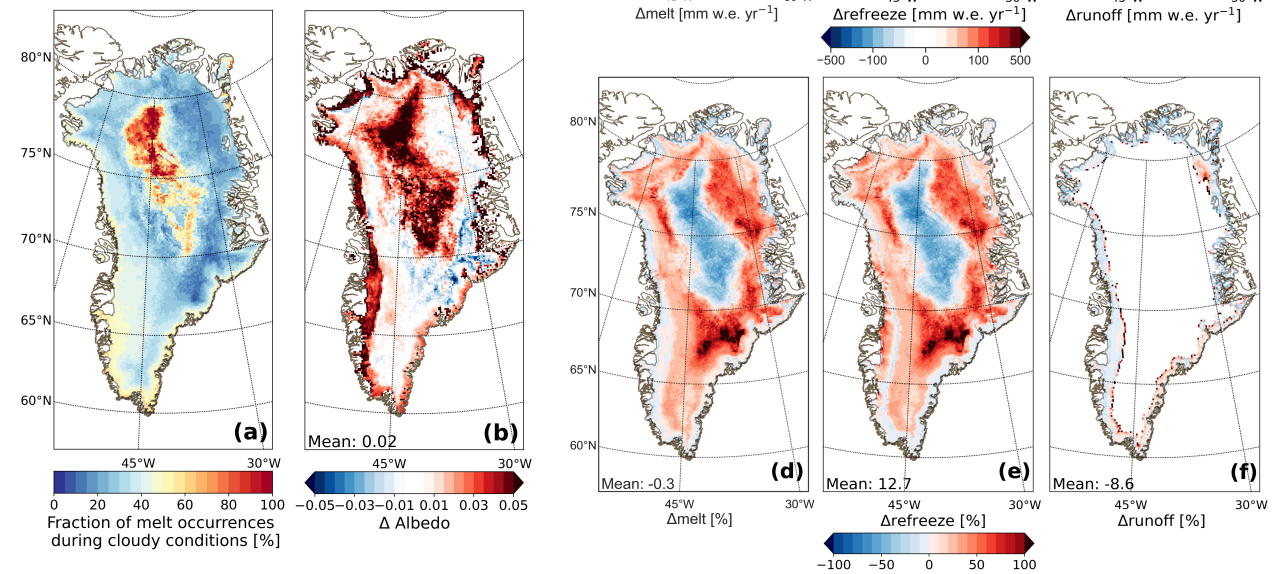 Δmelt [mm w.e. yr⁻¹]
Δrefreeze [mm w.e. yr⁻¹]
Δrunoff [mm w.e. yr⁻¹]
−500 −100 0 100 500
80°N
75°N
70°N
65°N
60°N
(a)
45°W 30°W
0 20 40 60 80 100
Fraction of melt occurrences
during cloudy conditions [%]
Mean: 0.02
(b)
45°W 30°W
−0.05 −0.03 −0.01 0.01 0.03 0.05
Δ Albedo
80°N
75°N
70°N
65°N
60°N
Mean: -0.3
(d)
45°W 30°W
Δmelt [%]
Mean: 12.7
(e)
45°W 30°W
Δrefreeze [%]
−100 −50 0 50 100
Mean: -8.6
(f)
45°W 30°W
Δrunoff [%]